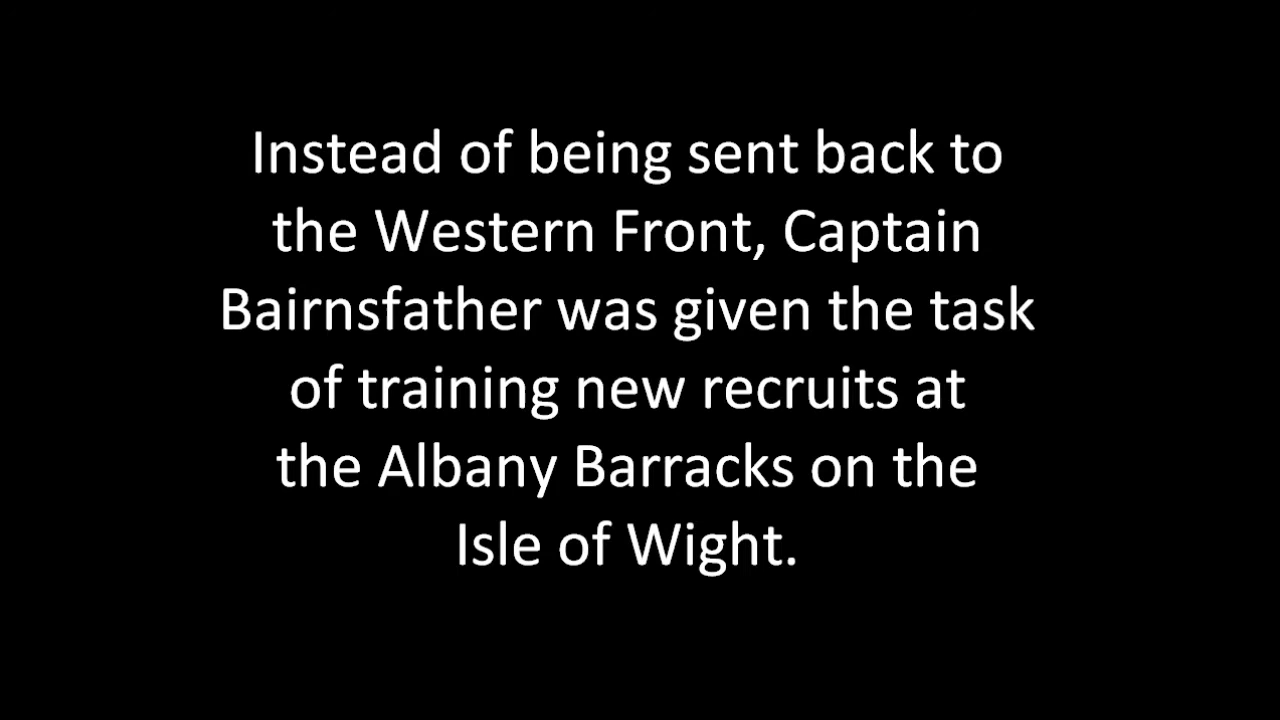 Instead of being sent back to
the Western Front, Captain
Bairnsfather was given the task
of training new recruits at
the Albany Barracks on the
Isle of Wight.